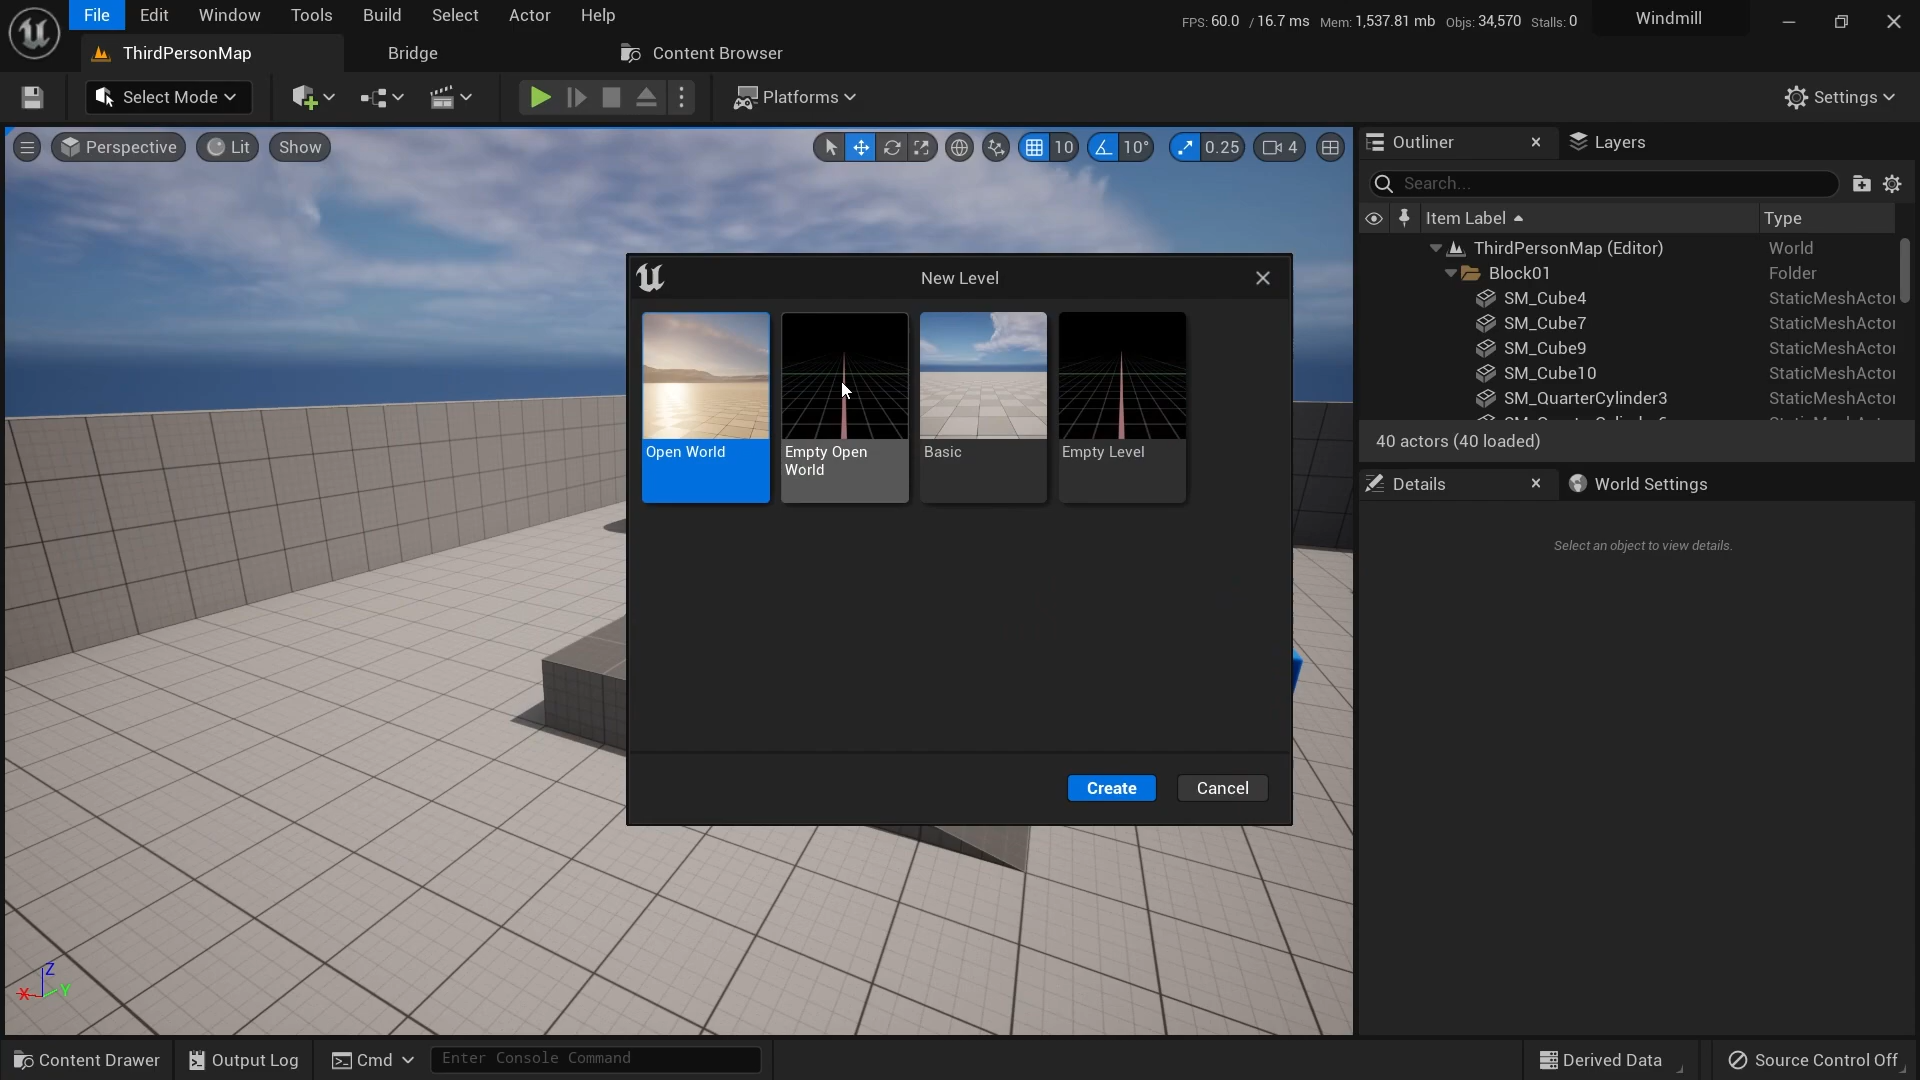 File Edit Window Tools Build Select Actor Help
FPS: 60.0 / 16.7 ms Mem: 1,537.81 mb Objs: 34,570 Stalls: 0
Windmill
ThirdPersonMap
Bridge
Content Browser
Select Mode
Platforms
Settings
Perspective
Lit
Show
10
10°
0.25
4
Outliner
Layers
Search...
Item Label
Type
ThirdPersonMap (Editor) World
Block01 Folder
SM_Cube4 StaticMeshActor
SM_Cube7 StaticMeshActor
SM_Cube9 StaticMeshActor
SM_Cube10 StaticMeshActor
SM_QuarterCylinder3 StaticMeshActor
40 actors (40 loaded)
Details
World Settings
Select an object to view details.
New Level
Open World
Empty Open
World
Basic
Empty Level
Create
Cancel
Z
X
Y
Content Drawer
Output Log
Cmd
Enter Console Command
Derived Data
Source Control Off